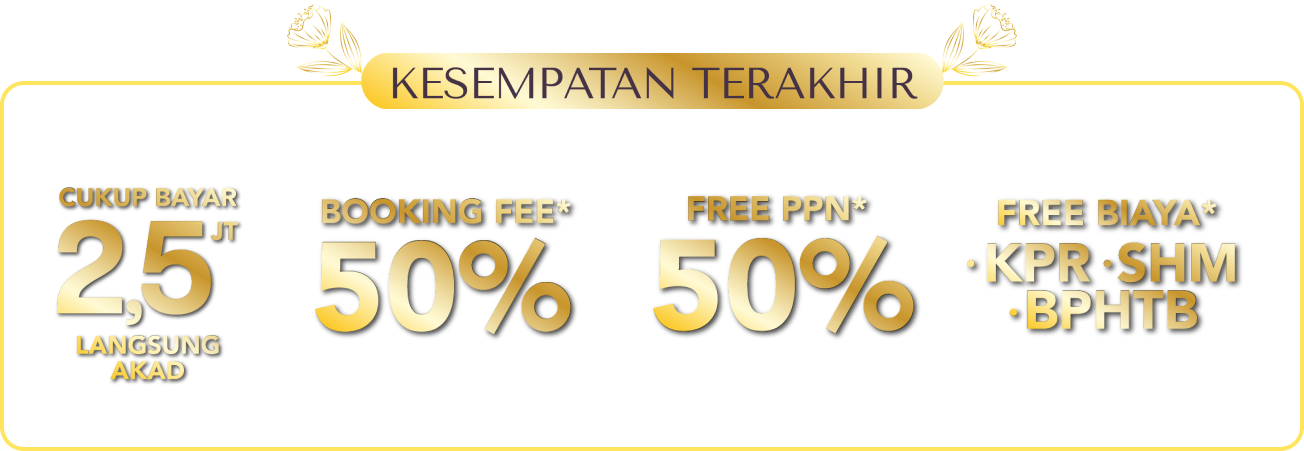 KESEMPATAN TERAKHIR
CUKUP BAYAR
2,5 JT
LANGSUNG
AKAD
BOOKING FEE*
50%
FREE PPN*
50%
FREE BIAYA*
• KPR • SHM
• BPHTB